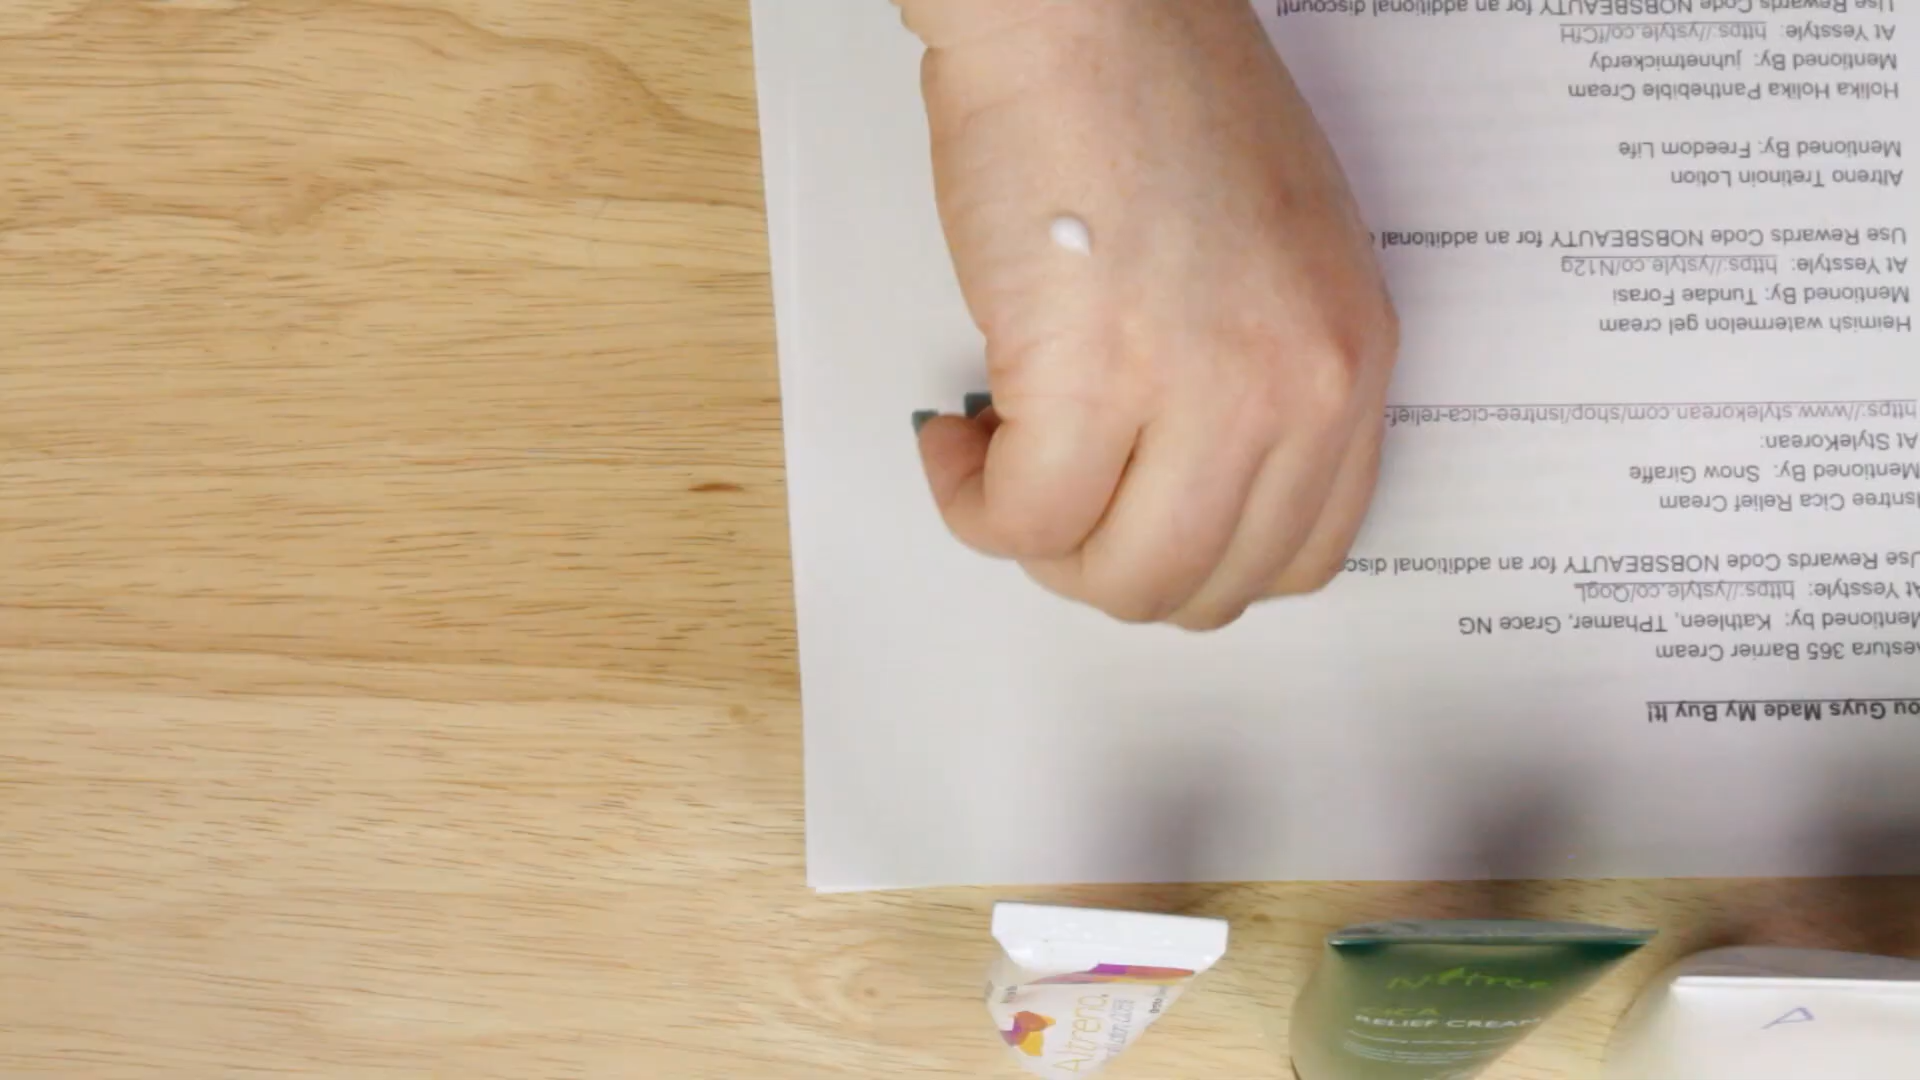 ou Guys Made My Buy It!
estura 365 Barrier Cream
Mentioned by: Kathleen, TPhamer, Grace NG
At Yesstyle: https://ystyle.co/QogL
Use Rewards Code NOBSBEAUTY for an additional disc
Isntree Cica Relief Cream
Mentioned By: Snow Giraffe
At StyleKorean:
https://www.stylekorean.com/shop/isntree-cica-relief-
Heimish watermelon gel cream
Mentioned By: Tundae Forasi
At Yesstyle: https://ystyle.co/N12g
Use Rewards Code NOBSBEAUTY for an additional
Altreno Tretinoin Lotion
Mentioned By: Freedom Life
Holika Holika Panthebible Cream
Mentioned By: juhnetmickerdy
At Yesstyle: https://ystyle.co/fCfH
Use Rewards Code NOBSBEAUTY for an additional discount!
Altreno
Isntree
CICA
RELIEF CREAM